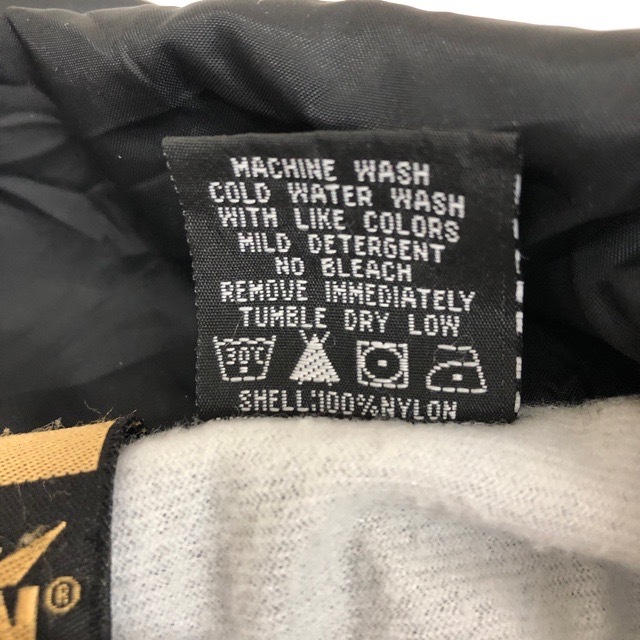 MACHINE WASH
COLD WATER WASH
WITH LIKE COLORS
MILD DETERGENT
NO BLEACH
REMOVE IMMEDIATELY
TUMBLE DRY LOW
30C
SHELL:100%NYLON
N®